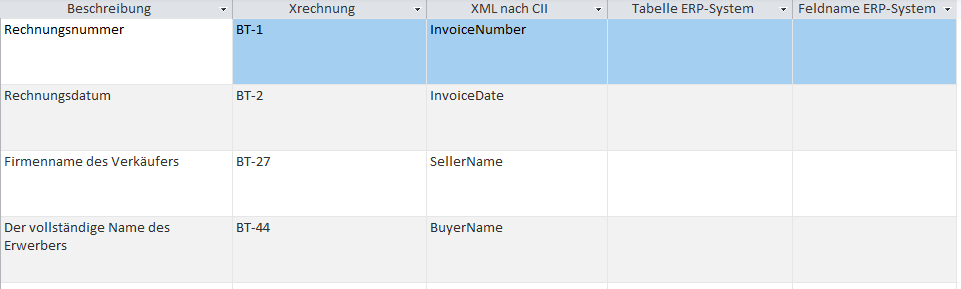 Beschreibung Xrechnung XML nach CII Tabelle ERP-System Feldname ERP-System
Rechnungsnummer BT-1 InvoiceNumber
Rechnungsdatum BT-2 InvoiceDate
Firmenname des Verkäufers BT-27 SellerName
Der vollständige Name des BT-44 BuyerName
Erwerbers